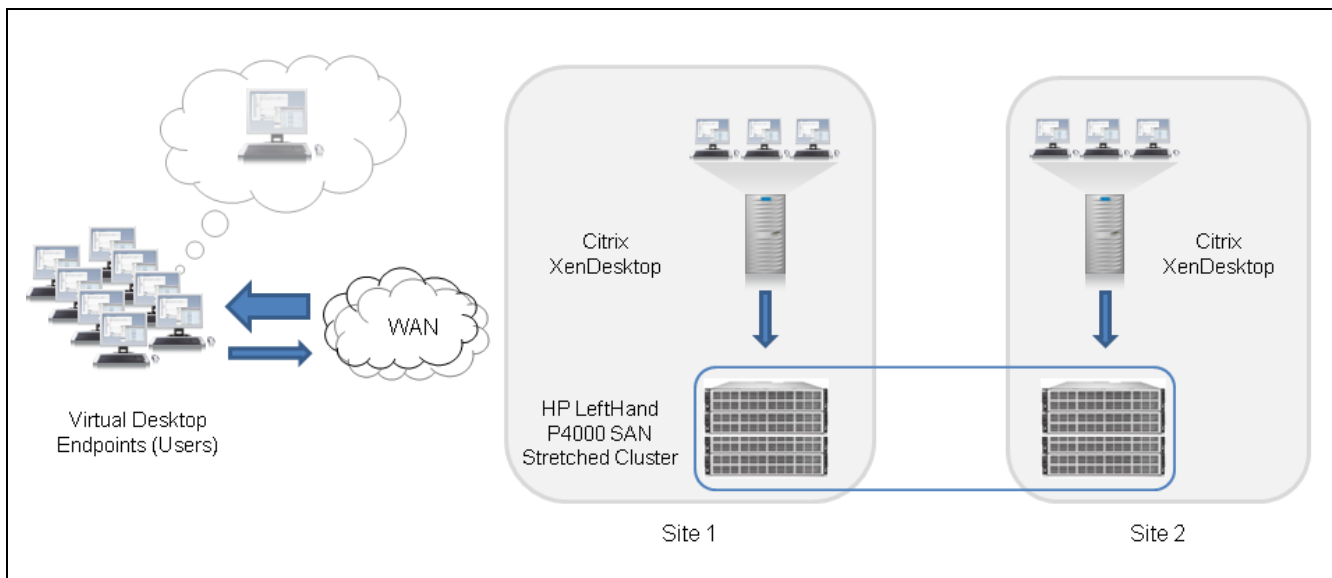 WAN
Virtual Desktop
Endpoints (Users)
Citrix
XenDesktop
HP LeftHand
P4000 SAN
Stretched Cluster
Site 1
Citrix
XenDesktop
Site 2